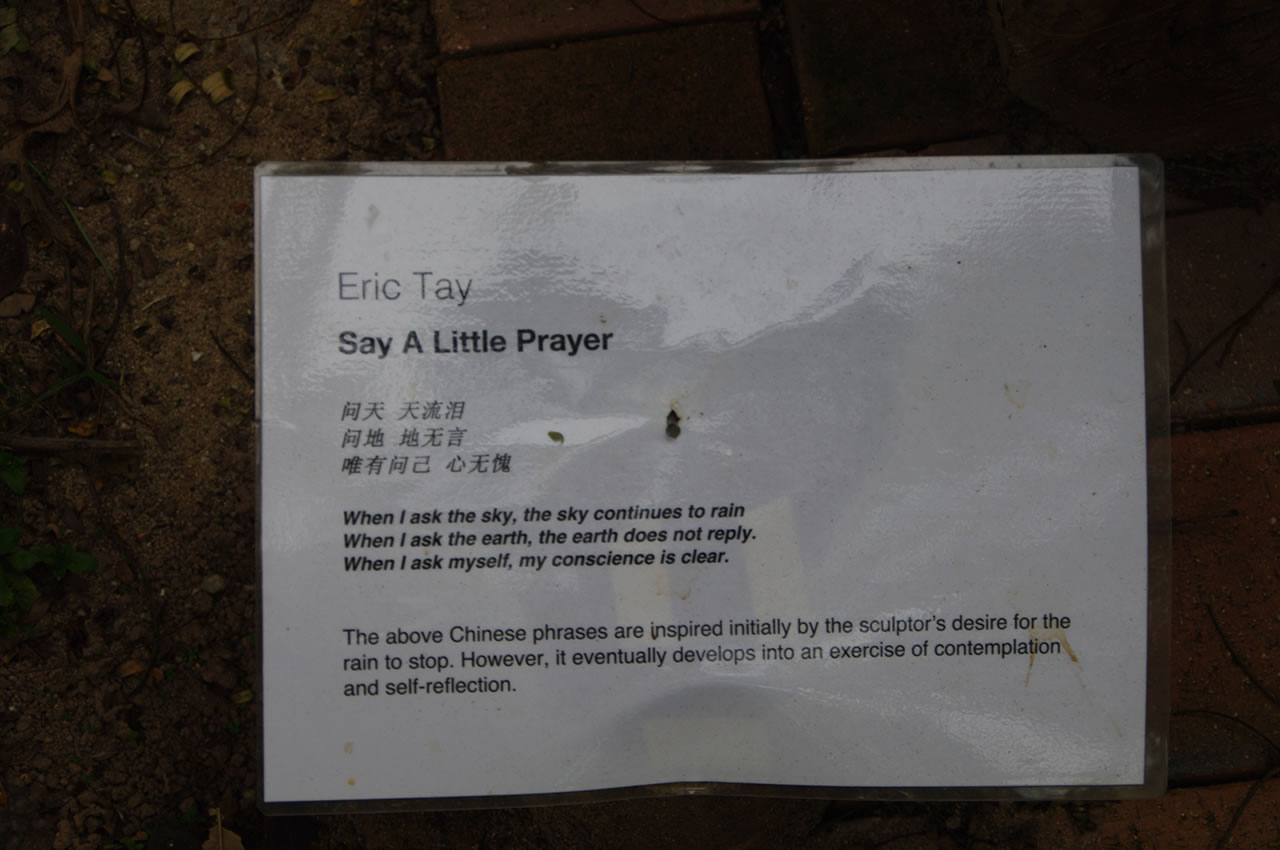 Eric Tay
Say A Little Prayer
问天 天流泪
问地 地无言
唯有问己 心无愧
When I ask the sky, the sky continues to rain
When I ask the earth, the earth does not reply.
When I ask myself, my conscience is clear.
The above Chinese phrases are inspired initially by the sculptor's desire for the
rain to stop. However, it eventually develops into an exercise of contemplation
and self-reflection.